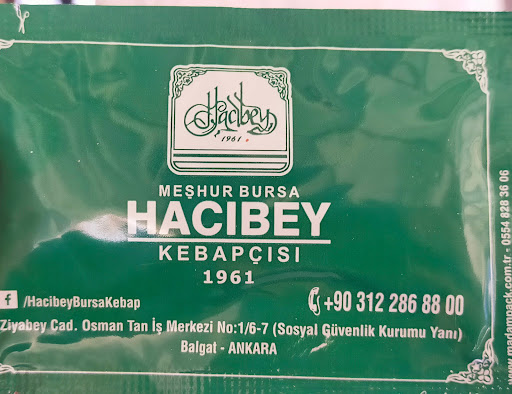 Hacıbey
1961
MEŞHUR BURSA
HACIBEY
KEBAPÇISI
1961
f /HacibeyBursaKebap
+90 312 286 88 00
Ziyabey Cad. Osman Tan İş Merkezi No:1/6-7 (Sosyal Güvenlik Kurumu Yanı)
Balgat - ANKARA
www.madampack.com.tr - 0554 828 36 06